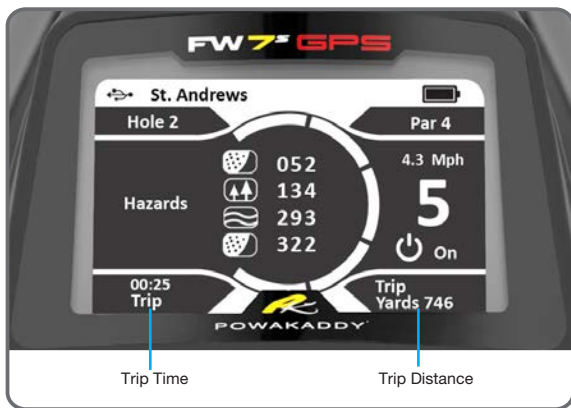 FW7s GPS
St. Andrews
Hole 2
Par 4
Hazards
052
134
293
322
4.3 Mph
5
On
00:25
Trip
Trip
Yards 746
POWAKADDY
Trip Time
Trip Distance